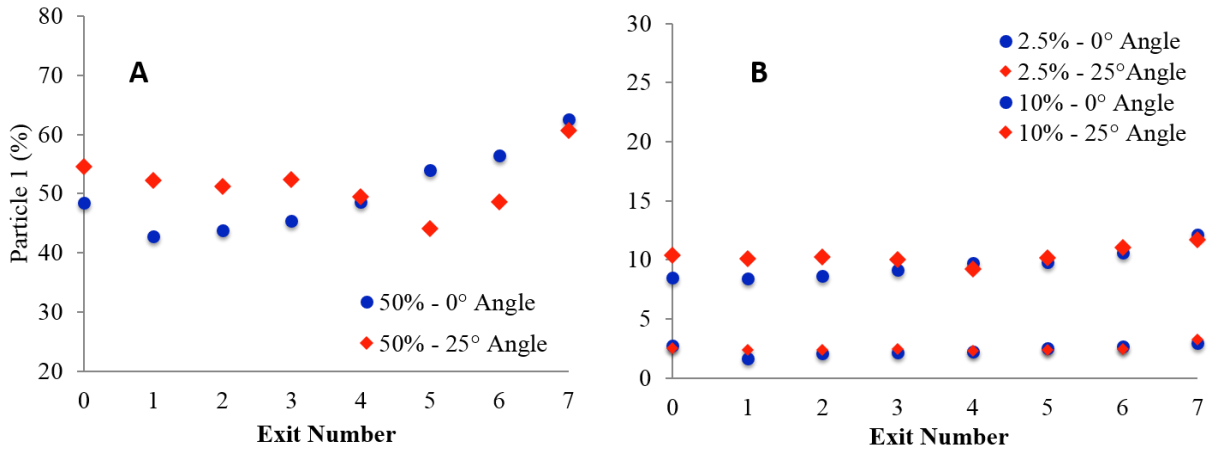 A
Particle 1 (%)
80
70
60
50
40
30
20
50% - 0° Angle
50% - 25° Angle
0 1 2 3 4 5 6 7
Exit Number
B
30
25
20
15
10
5
0
2.5% - 0° Angle
2.5% - 25°Angle
10% - 0° Angle
10% - 25° Angle
0 1 2 3 4 5 6 7
Exit Number